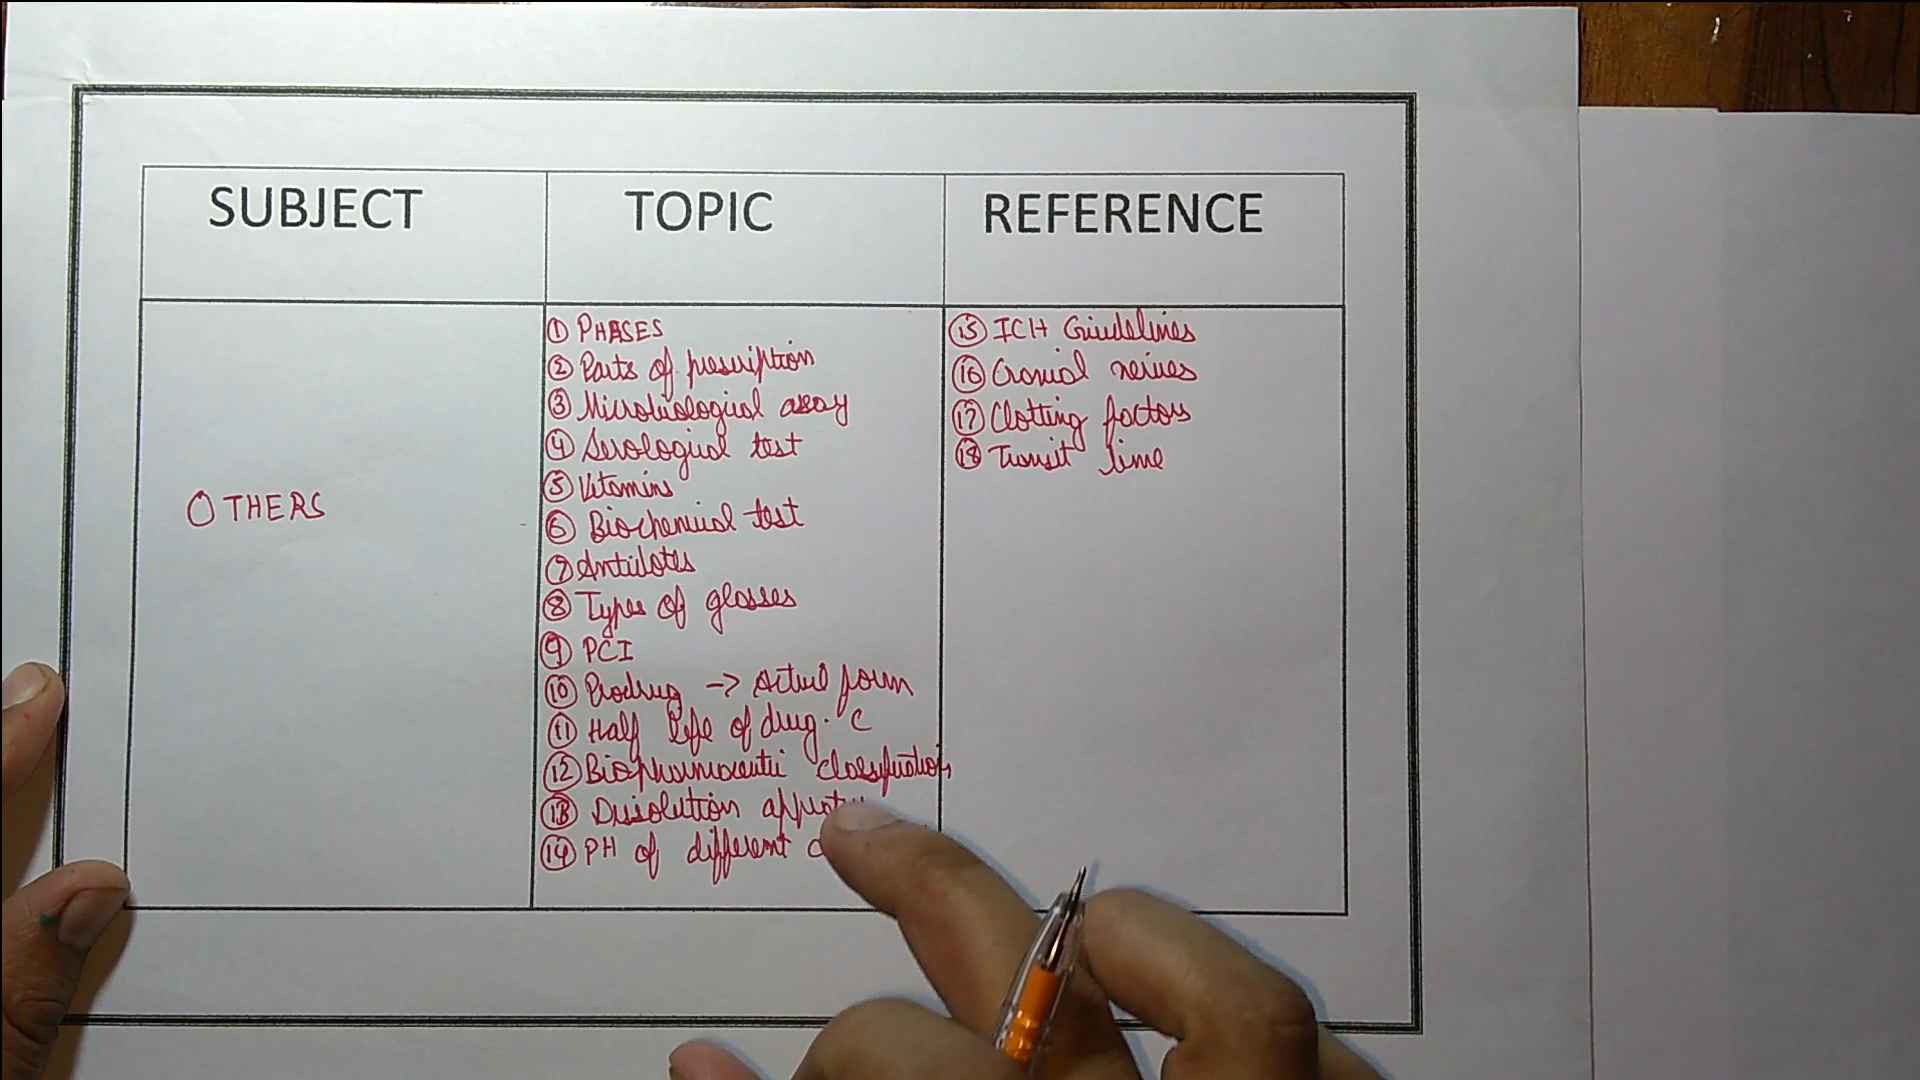 SUBJECT
TOPIC
REFERENCE
OTHERS
① PHASES
② Parts of prescription
③ Microbiological assay
④ Serological test
⑤ Vitamins
⑥ Biochemical test
⑦ Antidotes
⑧ Types of glasses
⑨ PCI
⑩ Prodrug -> Actual form
⑪ Half life of drug. C
⑫ Biopharmaceutic classification
⑬ Dissolution
⑭ PH of different
⑮ ICH Guidelines
⑯ Cranial nerves
⑰ Clotting factors
⑱ Transit time